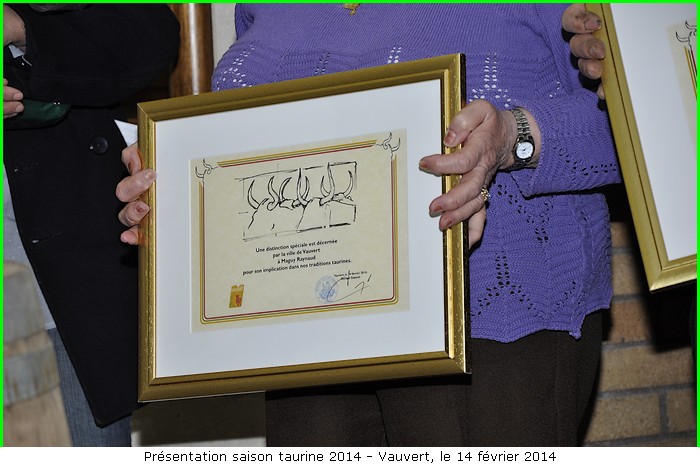 Une distinction spéciale est décernée
par la ville de Vauvert
à Maguy Raynaud
pour son implication dans nos traditions taurines.
Présentation saison taurine 2014 - Vauvert, le 14 février 2014